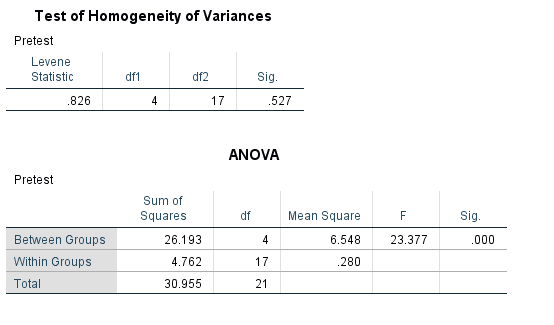 Test of Homogeneity of Variances
Pretest
Levene
Statistic df1 df2 Sig.
.826 4 17 .527
ANOVA
Pretest
Sum of
Squares df Mean Square F Sig.
Between Groups 26.193 4 6.548 23.377 .000
Within Groups 4.762 17 .280
Total 30.955 21